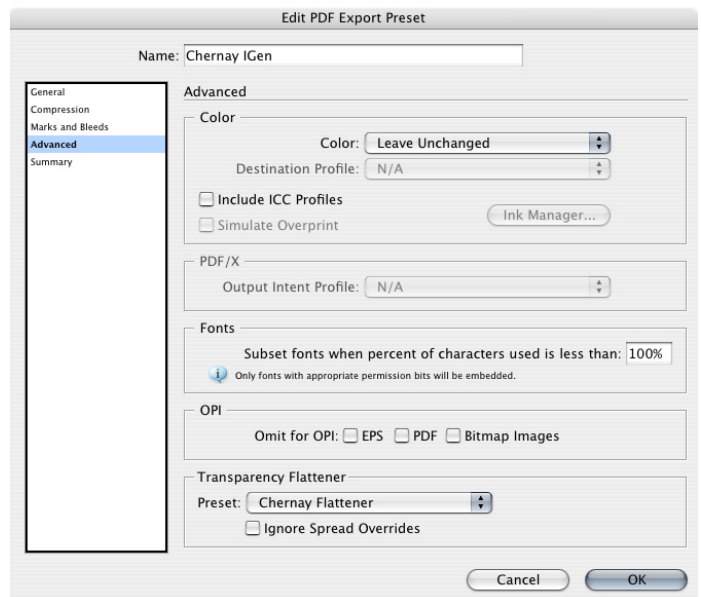 Edit PDF Export Preset
Name: Chernay IGen
General
Compression
Marks and Bleeds
Advanced
Summary
Advanced
Color
Color: Leave Unchanged
Destination Profile: N/A
Include ICC Profiles
Simulate Overprint
Ink Manager...
PDF/X
Output Intent Profile: N/A
Fonts
Subset fonts when percent of characters used is less than: 100%
Only fonts with appropriate permission bits will be embedded.
OPI
Omit for OPI: EPS PDF Bitmap Images
Transparency Flattener
Preset: Chernay Flattener
Ignore Spread Overrides
Cancel OK